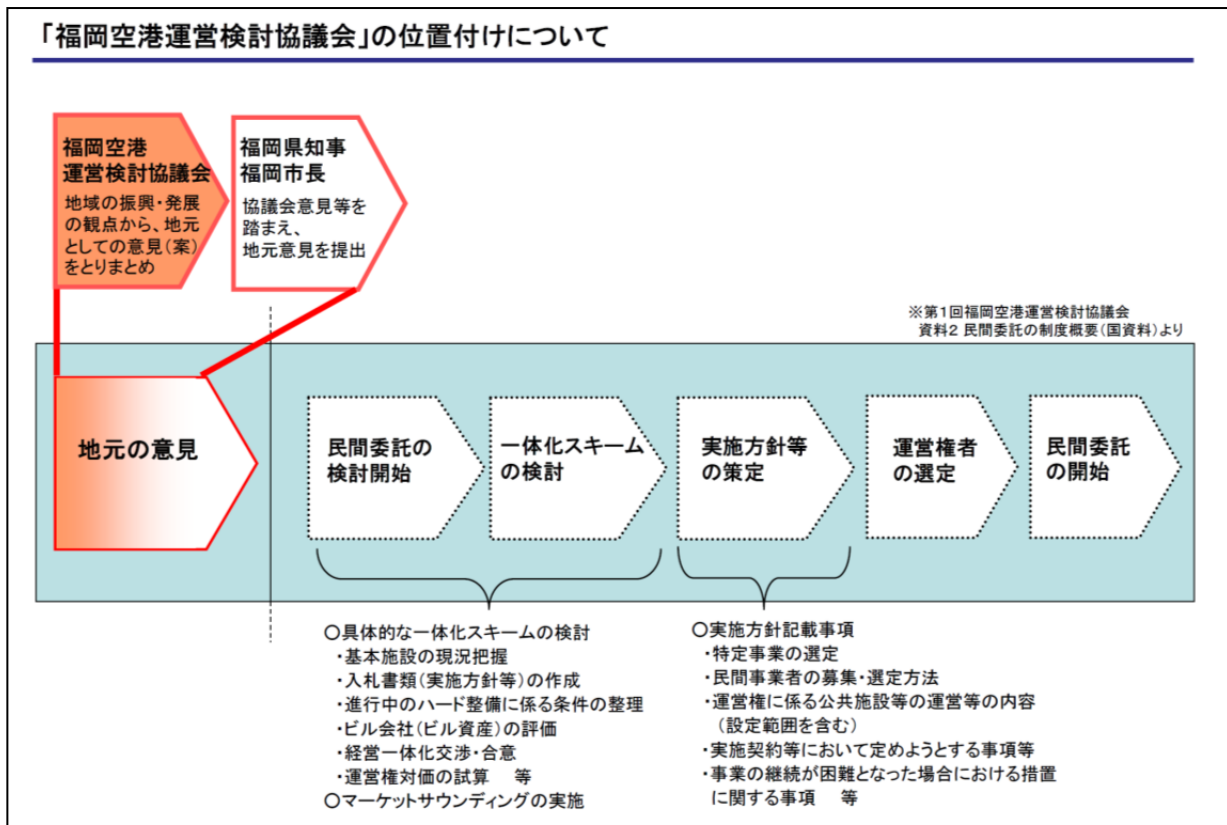 「福岡空港運営検討協議会」の位置付けについて
福岡空港
運営検討協議会
地域の振興・発展
の観点から、地元
としての意見(案)
をとりまとめ
福岡県知事
福岡市長
協議会意見等を
踏まえ、
地元意見を提出
※第1回福岡空港運営検討協議会
資料2 民間委託の制度概要(国資料)より
地元の意見
民間委託の
検討開始
一体化スキーム
の検討
実施方針等
の策定
運営権者
の選定
民間委託
の開始
○具体的な一体化スキームの検討
・基本施設の現況把握
・入札書類(実施方針等)の作成
・進行中のハード整備に係る条件の整理
・ビル会社(ビル資産)の評価
・経営一体化交渉・合意
・運営権対価の試算 等
○マーケットサウンディングの実施
○実施方針記載事項
・特定事業の選定
・民間事業者の募集・選定方法
・運営権に係る公共施設等の運営等の内容
(設定範囲を含む)
・実施契約等において定めようとする事項等
・事業の継続が困難となった場合における措置
に関する事項 等